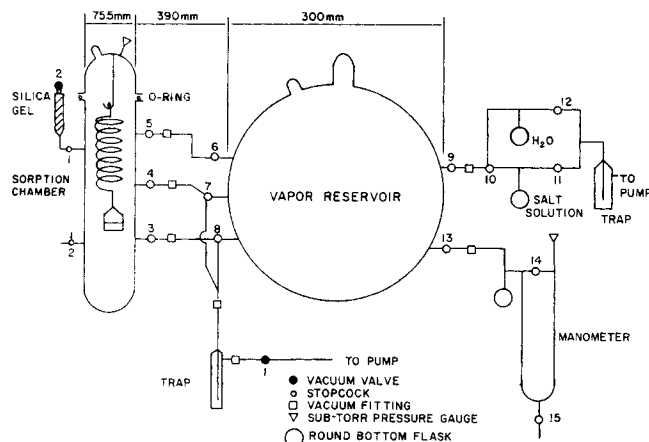 75.5mm 390mm 300mm
2
SILICA
GEL
O-RING
1
SORPTION
CHAMBER
2
5
4
3
6
7
8
VAPOR RESERVOIR
9
10
12
H₂O
11
SALT
SOLUTION
TO
PUMP
TRAP
13
14
MANOMETER
15
TRAP
1
TO PUMP
VACUUM VALVE
STOPCOCK
VACUUM FITTING
SUB-TORR PRESSURE GAUGE
ROUND BOTTOM FLASK